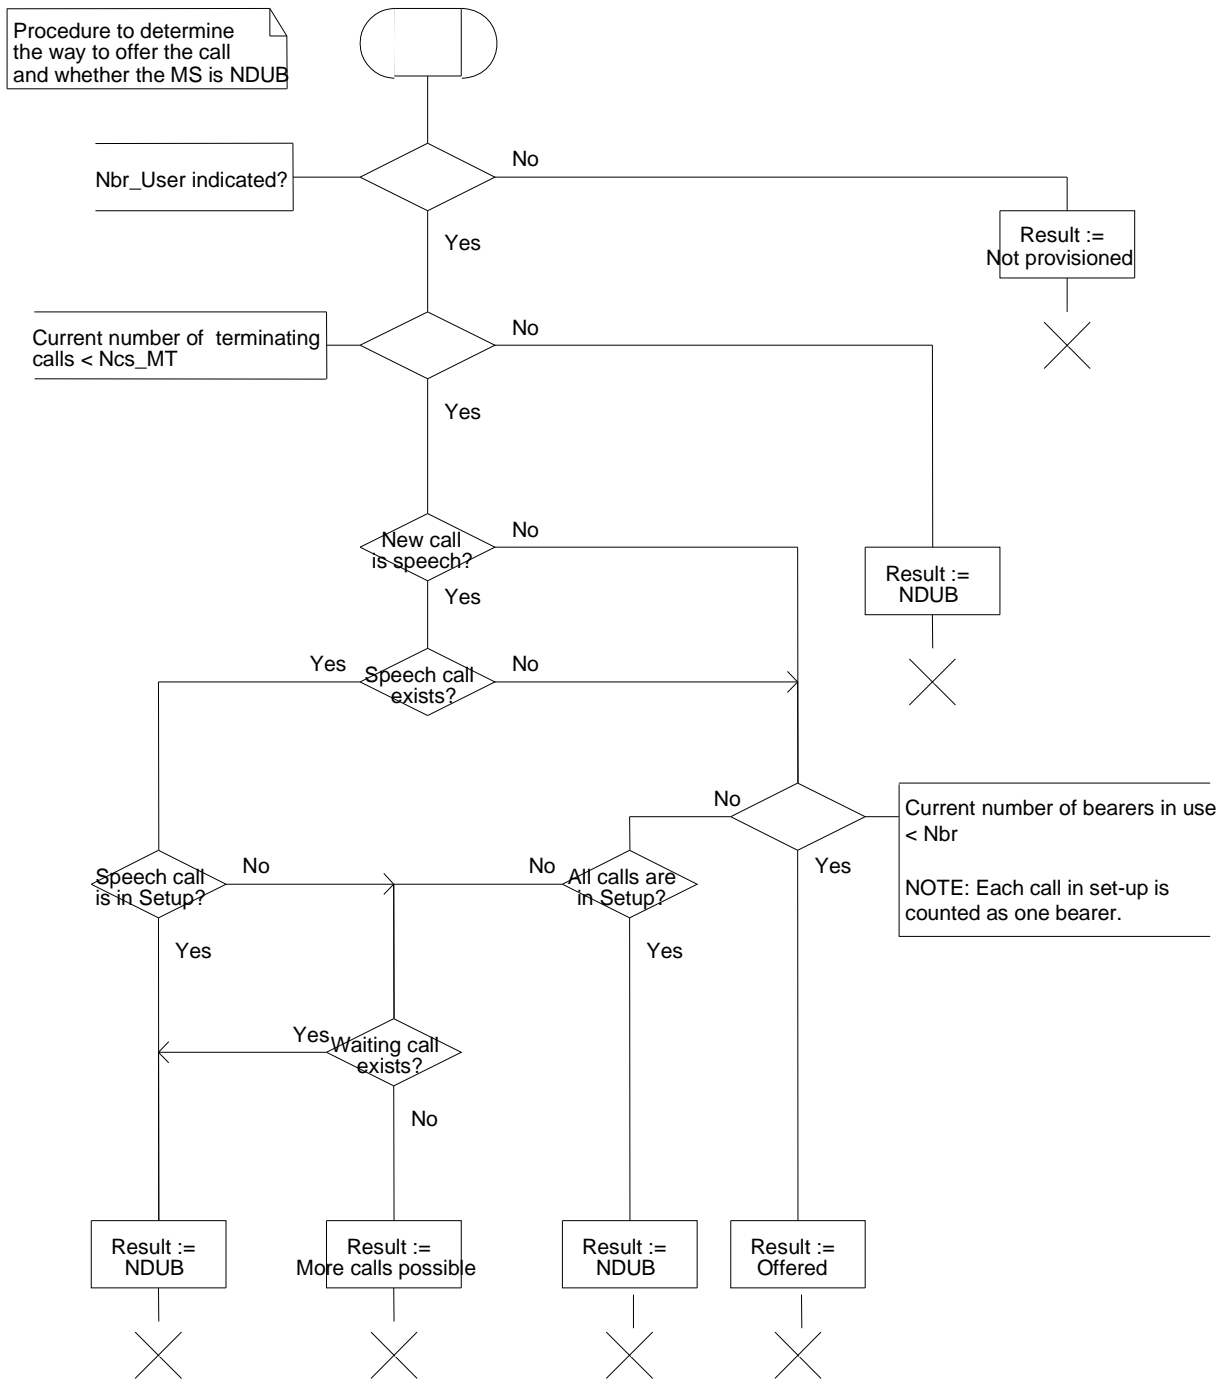 Procedure to determine
the way to offer the call
and whether the MS is NDUB
No
Nbr_User indicated?
Yes
Result :=
Not provisioned
No
Current number of  terminating
calls < Ncs_MT
Yes
No
New call
is speech?
Yes
Result :=
NDUB
Yes
No
Speech call
exists?
No
Current number of bearers in use
< Nbr
NOTE: Each call in set-up is
counted as one bearer.
Yes
No
Speech call
is in Setup?
No
All calls are
in Setup?
Yes
Yes
Yes
Waiting call
exists?
No
Result :=
NDUB
Result :=
More calls possible
Result :=
NDUB
Result :=
Offered